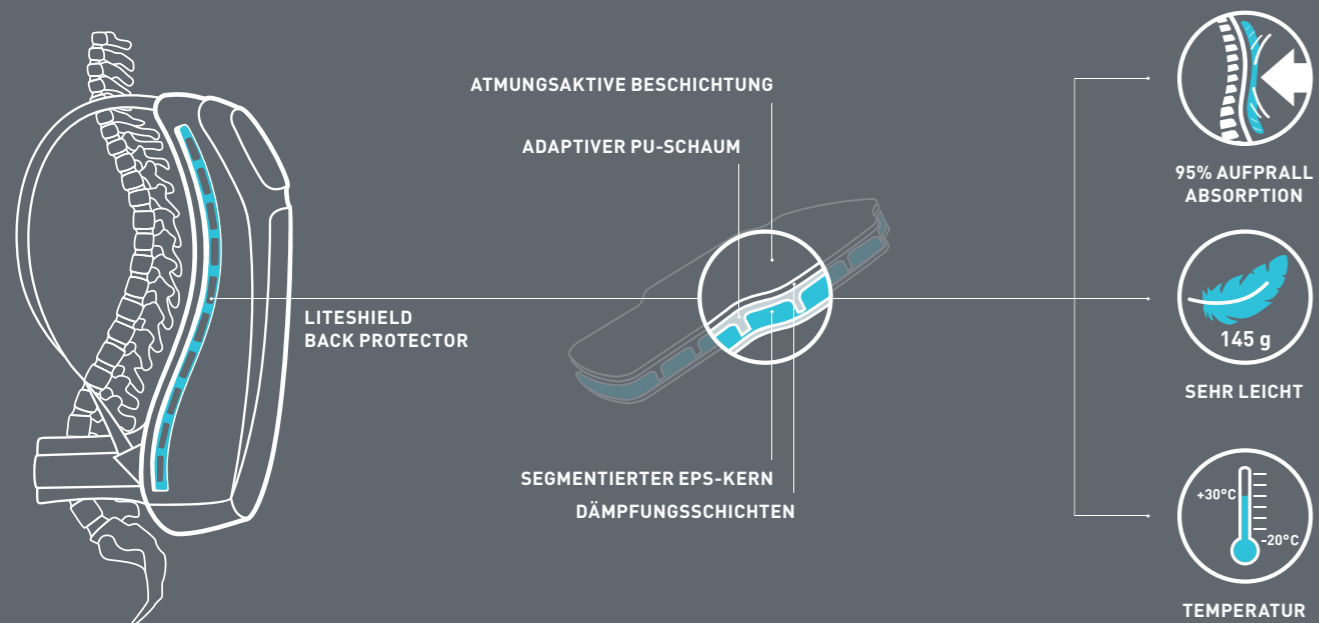 ATMUNGSAKTIVE BESCHICHTUNG
ADAPTIVER PU-SCHAUM
LITESHIELD
BACK PROTECTOR
SEGMENTIERTER EPS-KERN
DÄMPFUNGSSCHICHTEN
95% AUFPRALL
ABSORPTION
145 g
SEHR LEICHT
+30°C
-20°C
TEMPERATUR